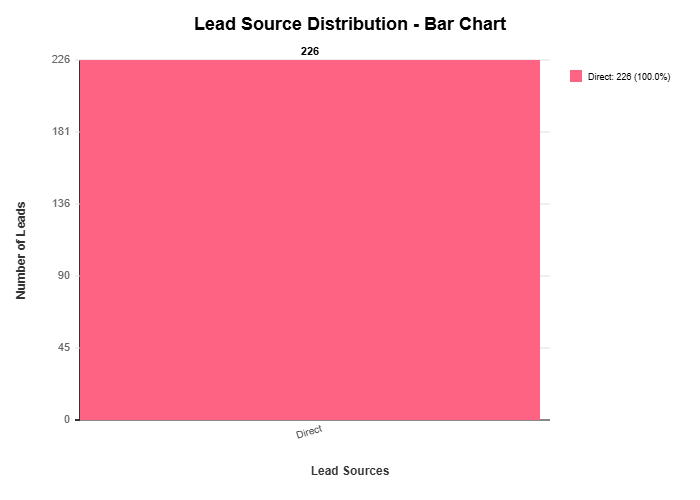 Lead Source Distribution - Bar Chart
226
226
Direct: 226 (100.0%)
181
136
90
45
0
Number of Leads
Direct
Lead Sources